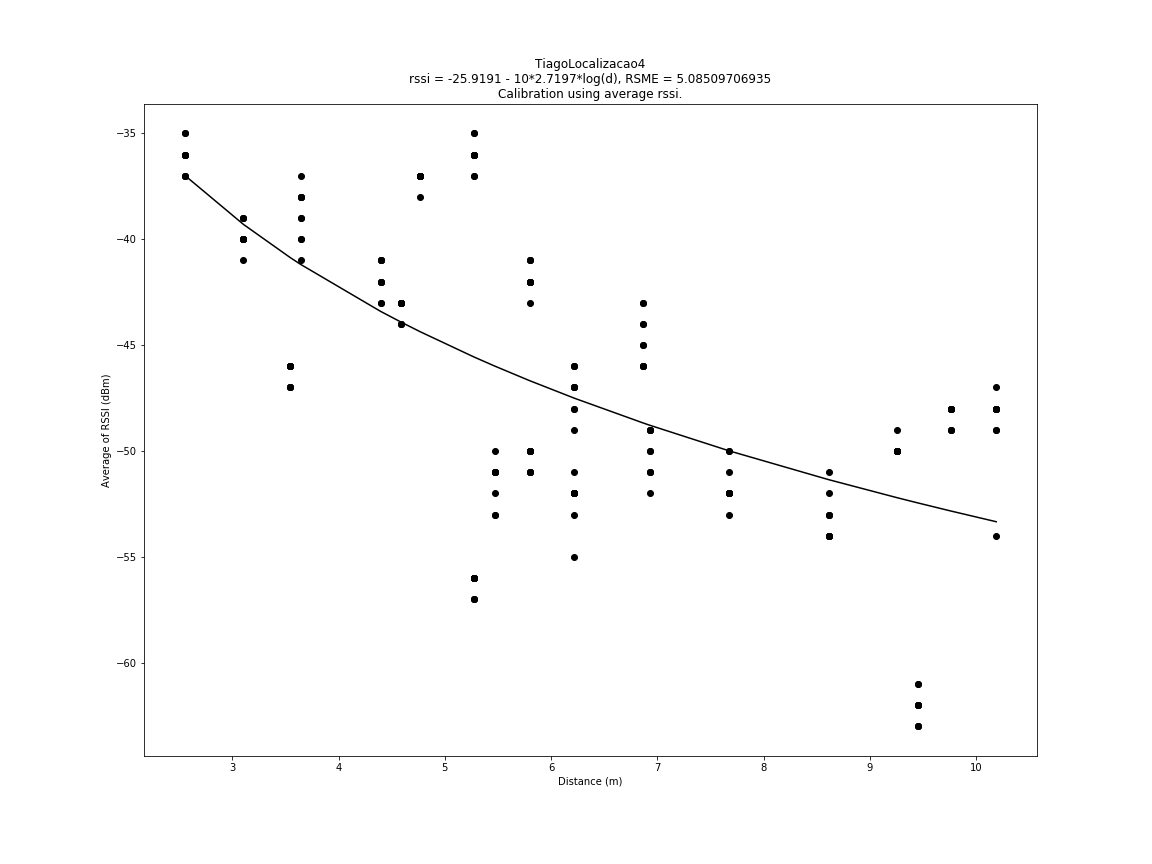 TiagoLocalizacao4
rssi = -25.9191 - 10*2.7197*log(d), RSME = 5.08509706935
Calibration using average rssi.
−35
−40
−45
−50
−55
−60
Average of RSSI (dBm)
3 4 5 6 7 8 9 10
Distance (m)